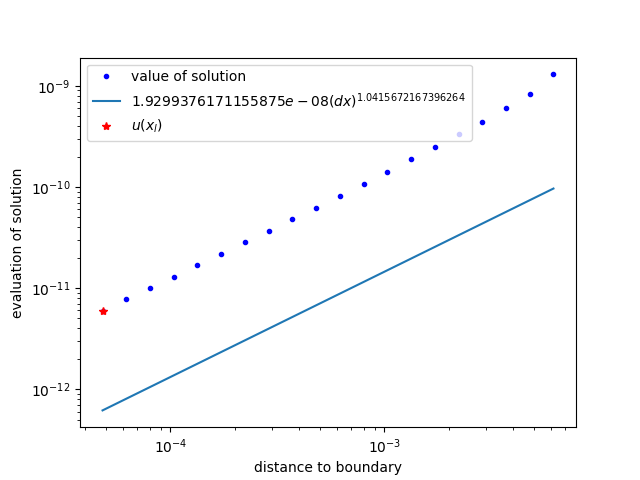 value of solution
1.9299376171155875e − 08(dx)^1.0415672167396264
u(x_l)
10^−9
10^−10
10^−11
10^−12
evaluation of solution
10^−4
10^−3
distance to boundary